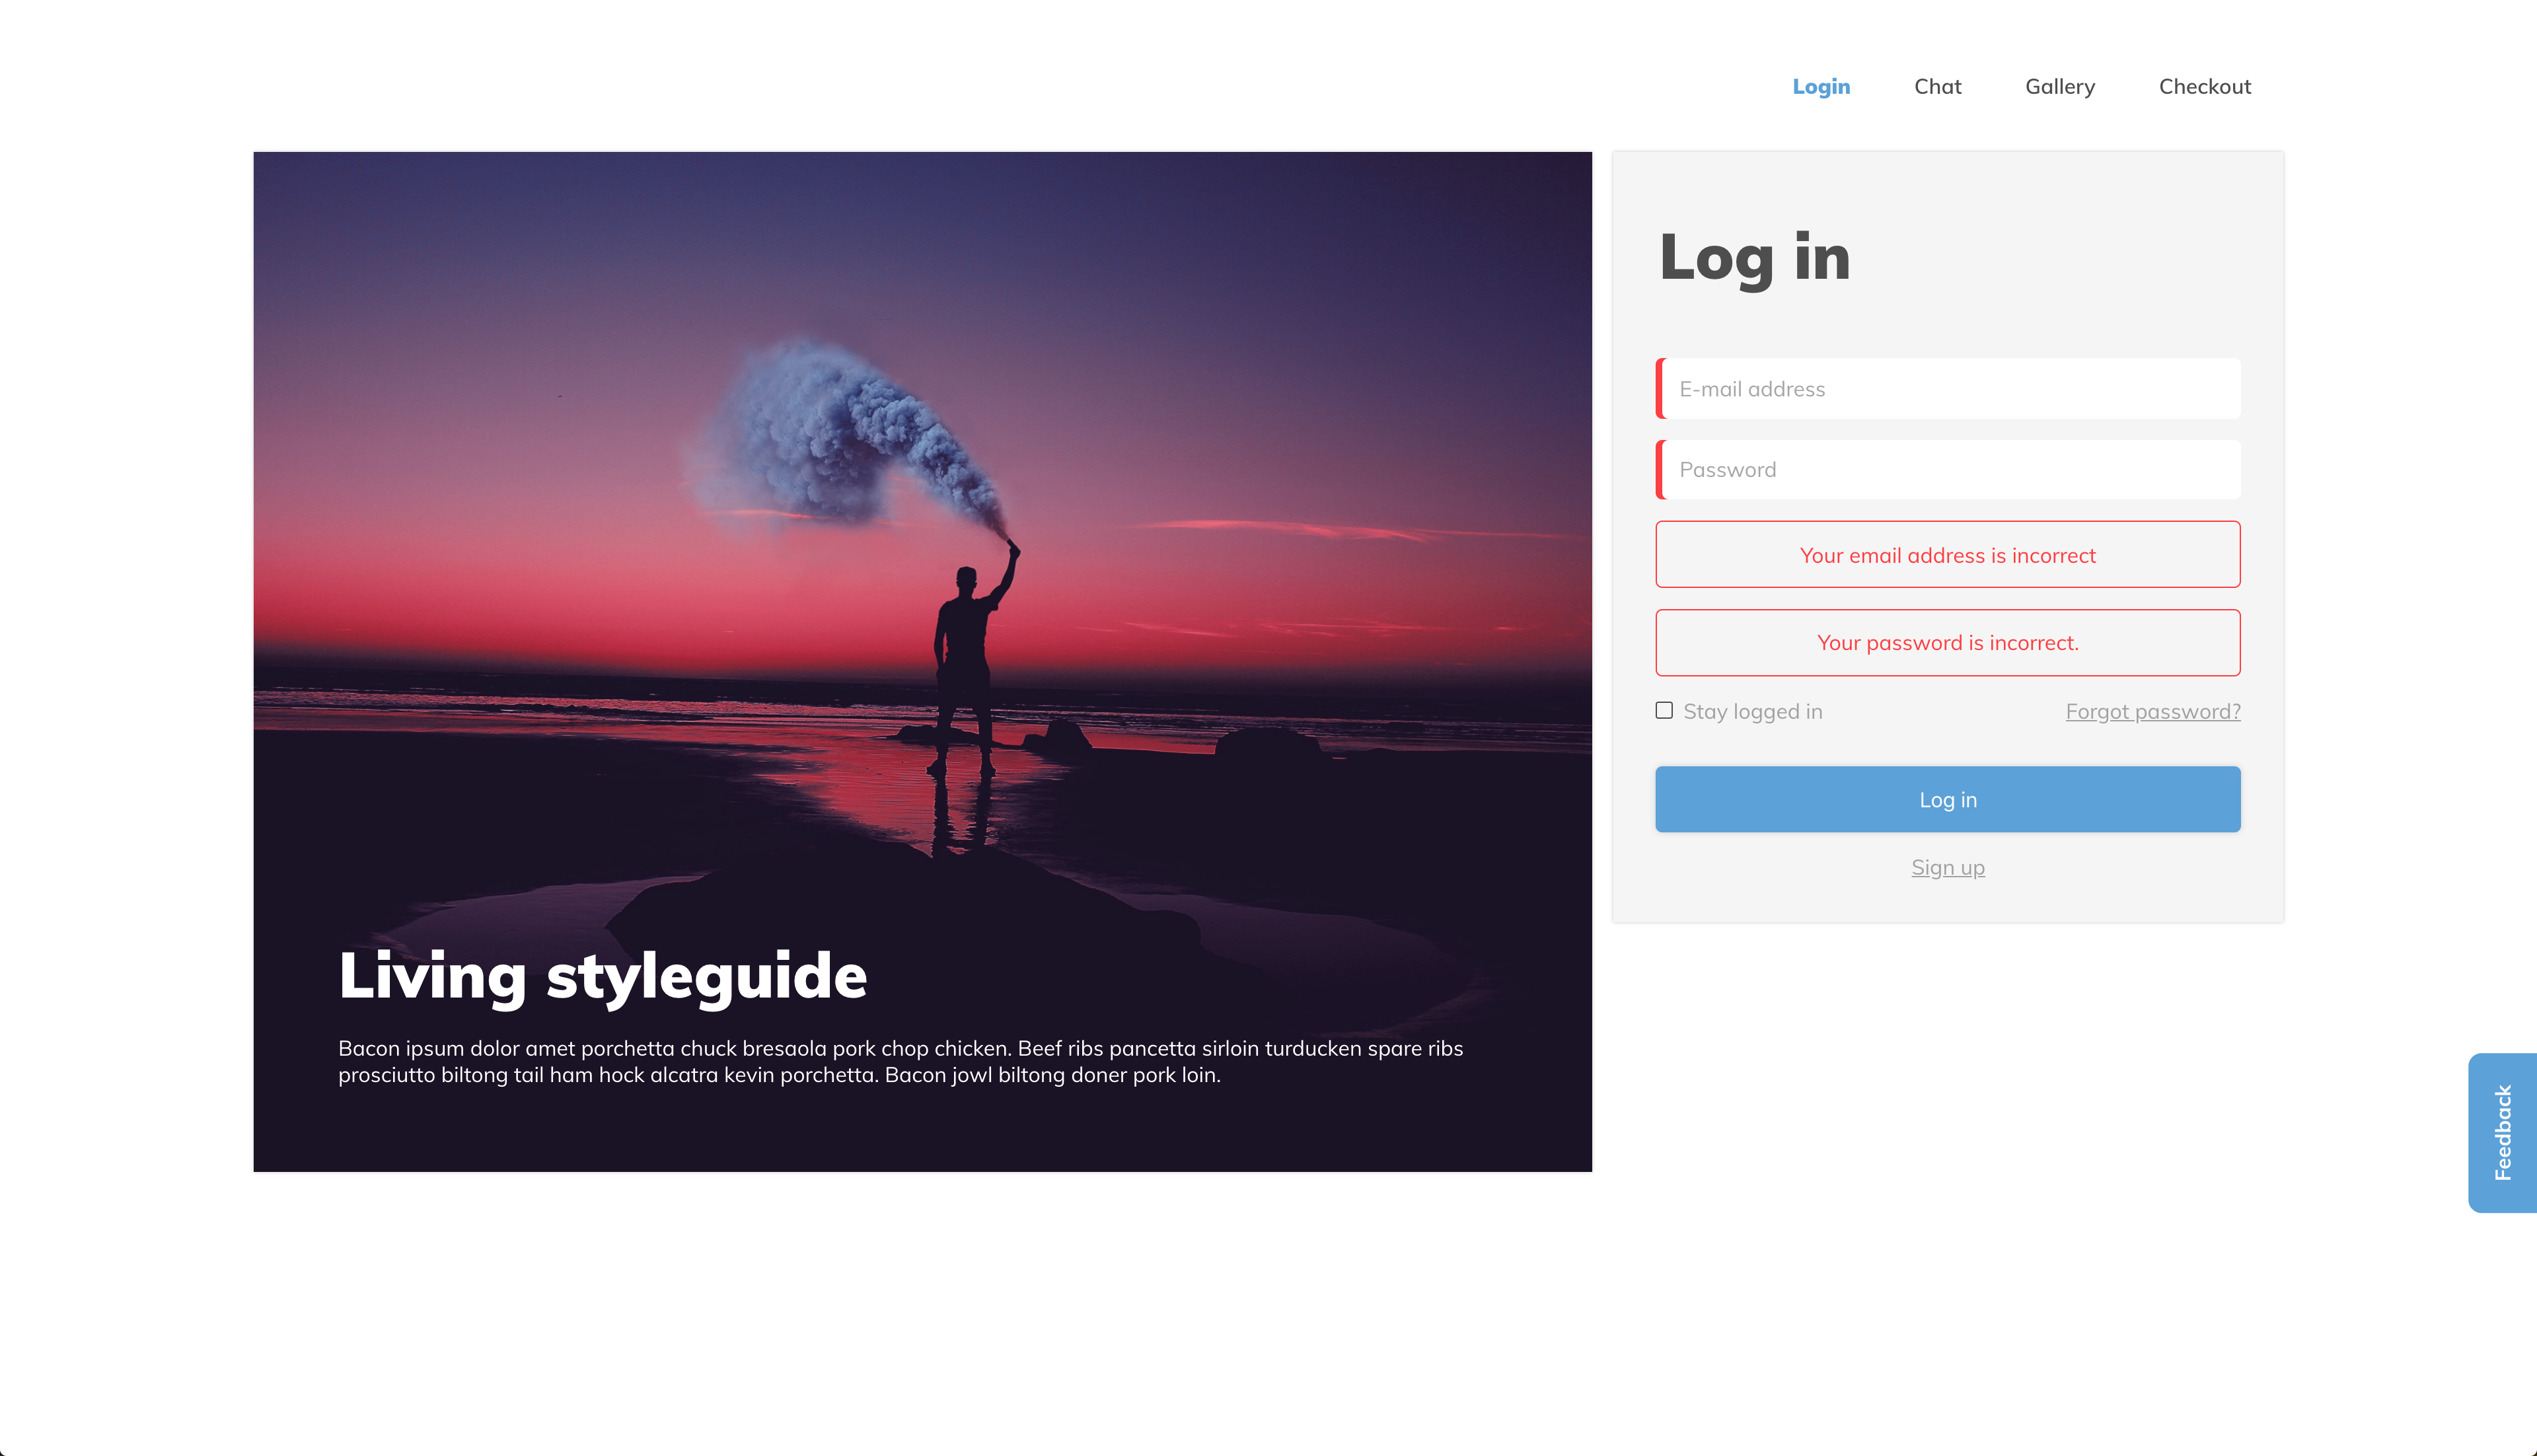 Login
Chat
Gallery
Checkout
Log in
E-mail address
Password
Your email address is incorrect
Your password is incorrect.
Stay logged in
Forgot password?
Log in
Sign up
Living styleguide
Bacon ipsum dolor amet porchetta chuck bresaola pork chop chicken. Beef ribs pancetta sirloin turducken spare ribs
prosciutto biltong tail ham hock alcatra kevin porchetta. Bacon jowl biltong doner pork loin.
Feedback